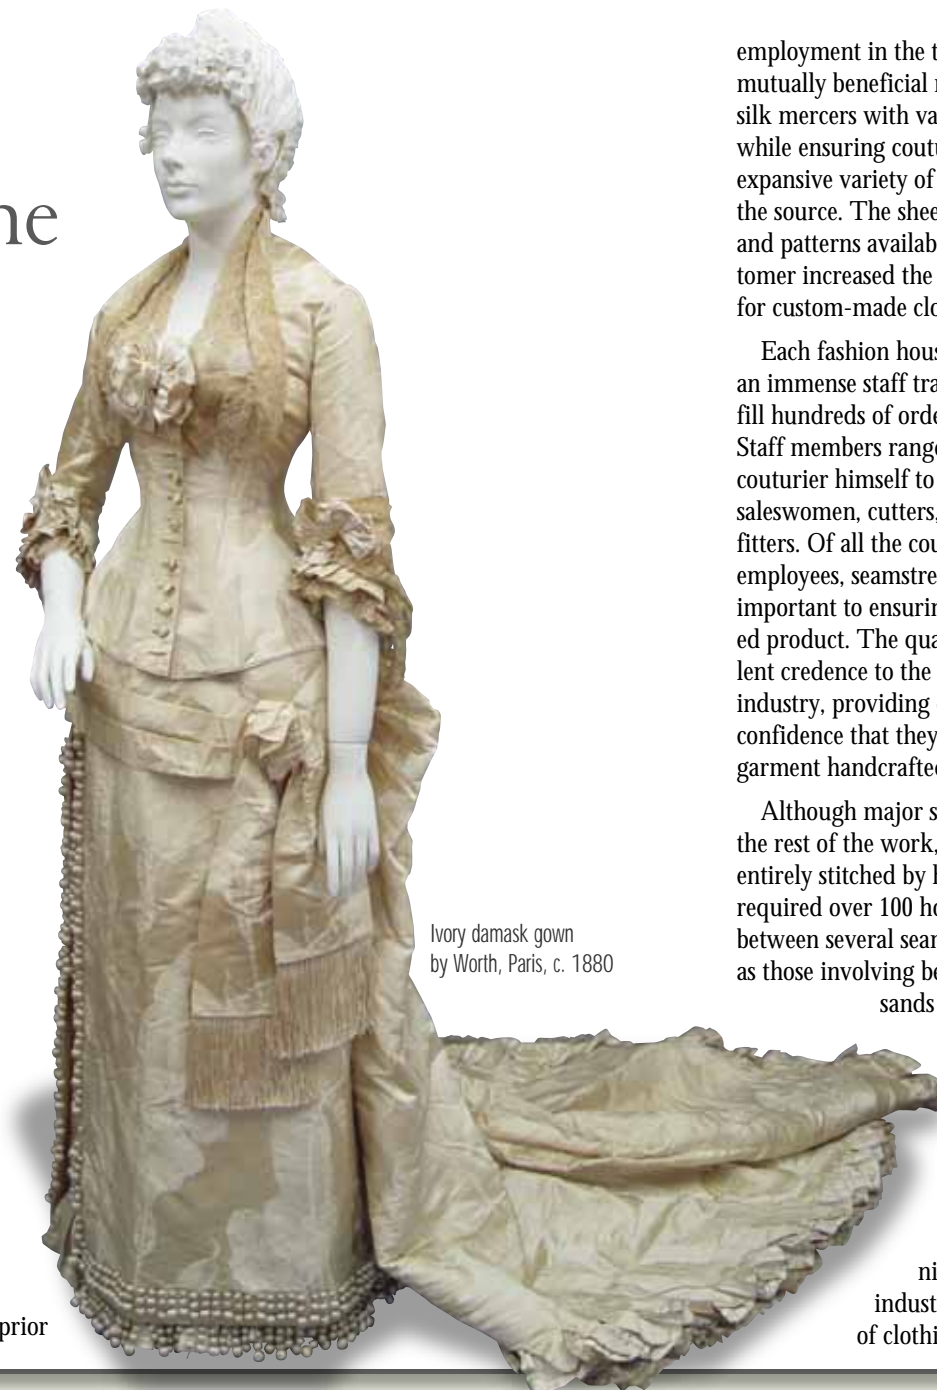 employment in the t
mutually beneficial
silk mercers with va
while ensuring coutu
expansive variety of
the source. The shee
and patterns availab
tomer increased the
for custom-made clo
Each fashion hous
an immense staff tra
fill hundreds of orde
Staff members range
couturier himself to
saleswomen, cutters,
fitters. Of all the cou
employees, seamstre
important to ensurin
ed product. The qua
lent credence to the
industry, providing
confidence that they
garment handcrafted
Although major s
the rest of the work,
entirely stitched by h
required over 100 ho
between several sear
as those involving be
sands
Ivory damask gown
by Worth, Paris, c. 1880
ni
indust
of clothi
prior